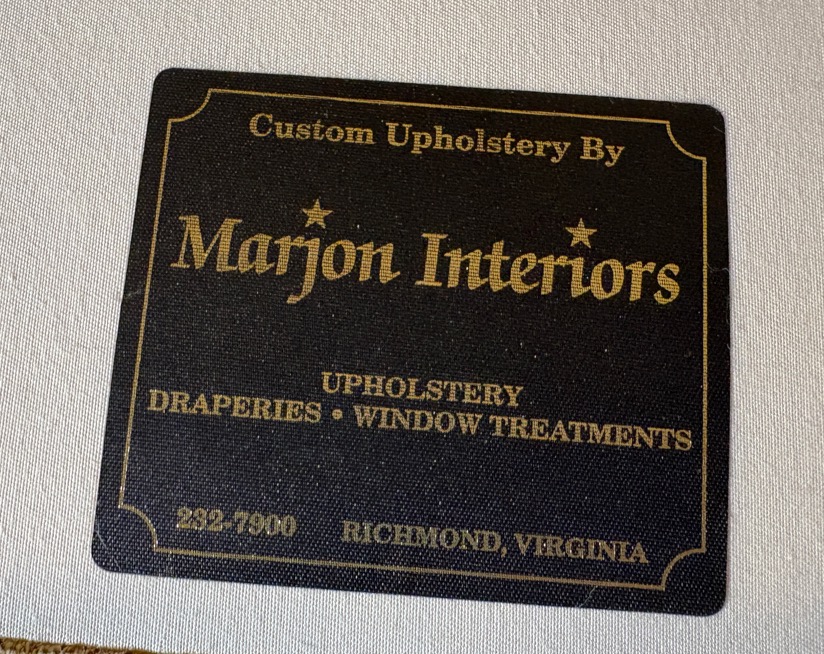 Custom Upholstery By
Marjon Interiors
UPHOLSTERY
DRAPERIES • WINDOW TREATMENTS
232-7900 RICHMOND, VIRGINIA